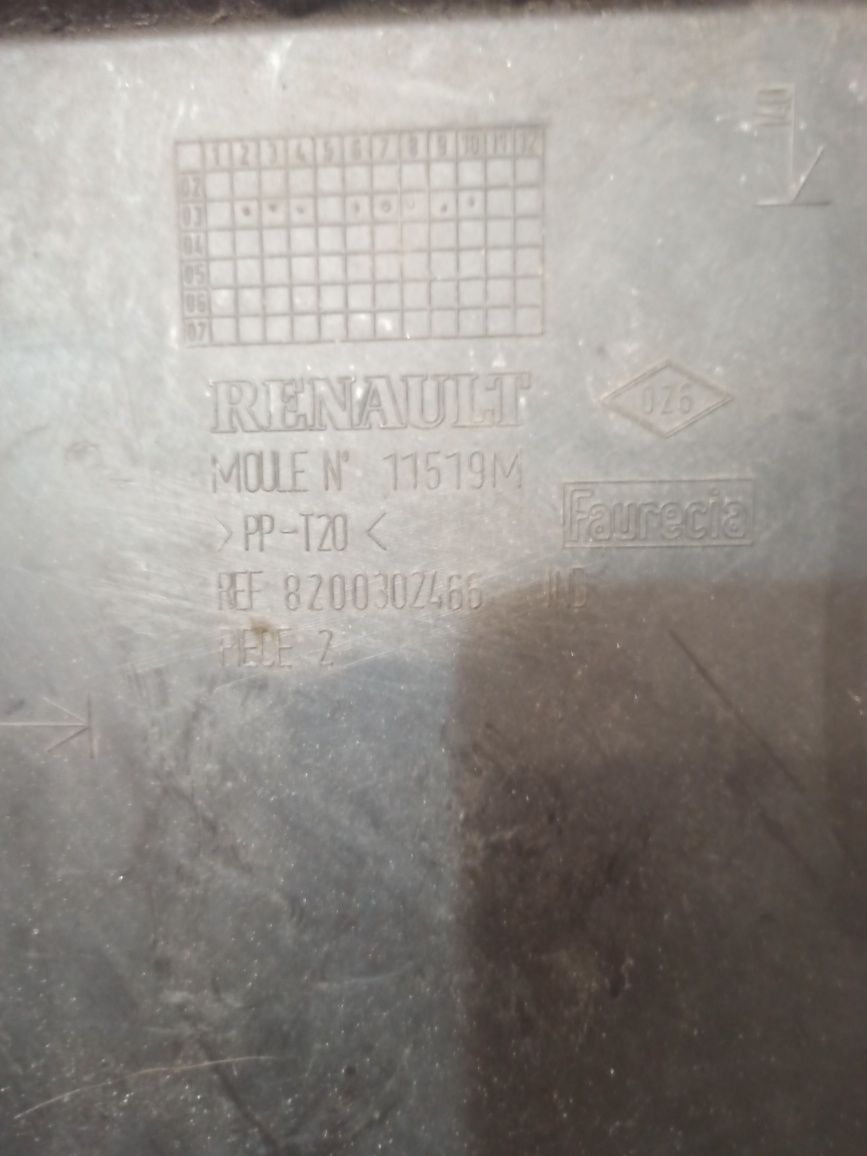 1 2 3 4 5 6 7 8 9 10 11 12
02
03
04
05
06
07
RENAULT
OZ6
MOULE N° 11519M
Faurecia
>PP-T20<
REF 8200302466 IND
PIECE 2